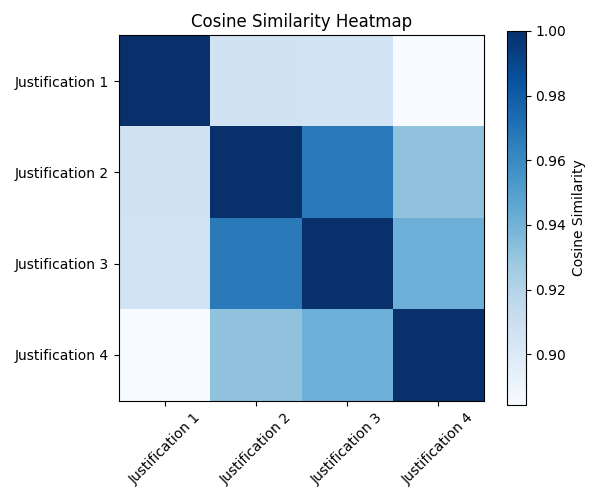 Cosine Similarity Heatmap
Justification 1
Justification 2
Justification 3
Justification 4
Justification 1
Justification 2
Justification 3
Justification 4
1.00
0.98
0.96
0.94
0.92
0.90
Cosine Similarity